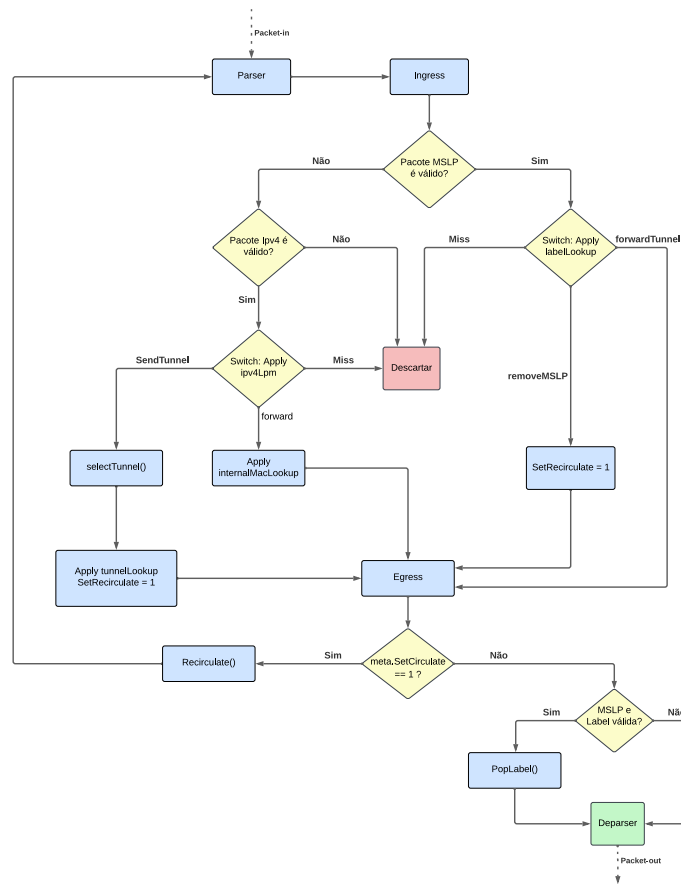 Packet-in
Parser
Ingress
Pacote MSLP
é válido?
Não
Sim
Pacote Ipv4 é
válido?
Não
Miss
Switch: Apply
labelLookup
forwardTunnel
Sim
SendTunnel
Switch: Apply
ipv4Lpm
Miss
Descartar
removeMSLP
forward
selectTunnel()
Apply
internalMacLookup
SetRecirculate = 1
Apply tunnelLookup
SetRecirculate = 1
Egress
Recirculate()
Sim
meta.SetCirculate
== 1 ?
Não
Sim
MSLP e
Label válida?
Não
PopLabel()
Deparser
Packet-out